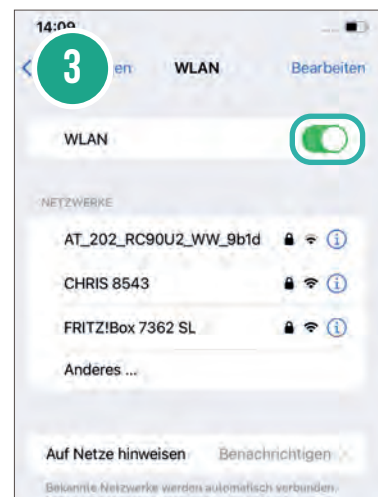 14:09
3 en WLAN Bearbeiten
WLAN
NETZWERKE
AT_202_RC90U2_WW_9b1d
CHRIS 8543
FRITZ!Box 7362 SL
Anderes ...
Auf Netze hinweisen Benachrichtigen
Bekannte Netzwerke werden automatisch verbunden.